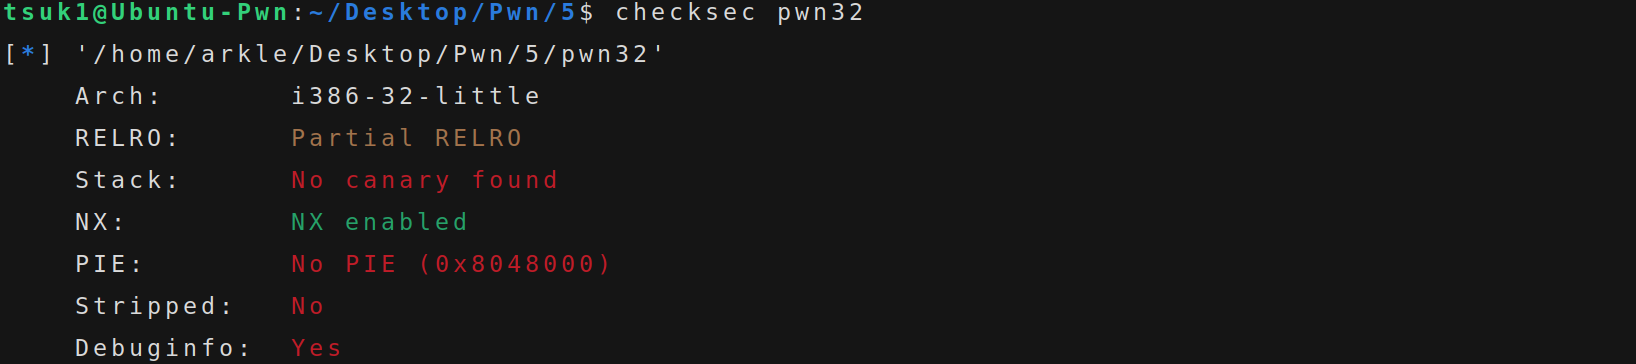 tsuk1@Ubuntu-Pwn:~/Desktop/Pwn/5$ checksec pwn32
[*] '/home/arkle/Desktop/Pwn/5/pwn32'
    Arch:       i386-32-little
    RELRO:      Partial RELRO
    Stack:      No canary found
    NX:         NX enabled
    PIE:        No PIE (0x8048000)
    Stripped:   No
    Debuginfo:  Yes